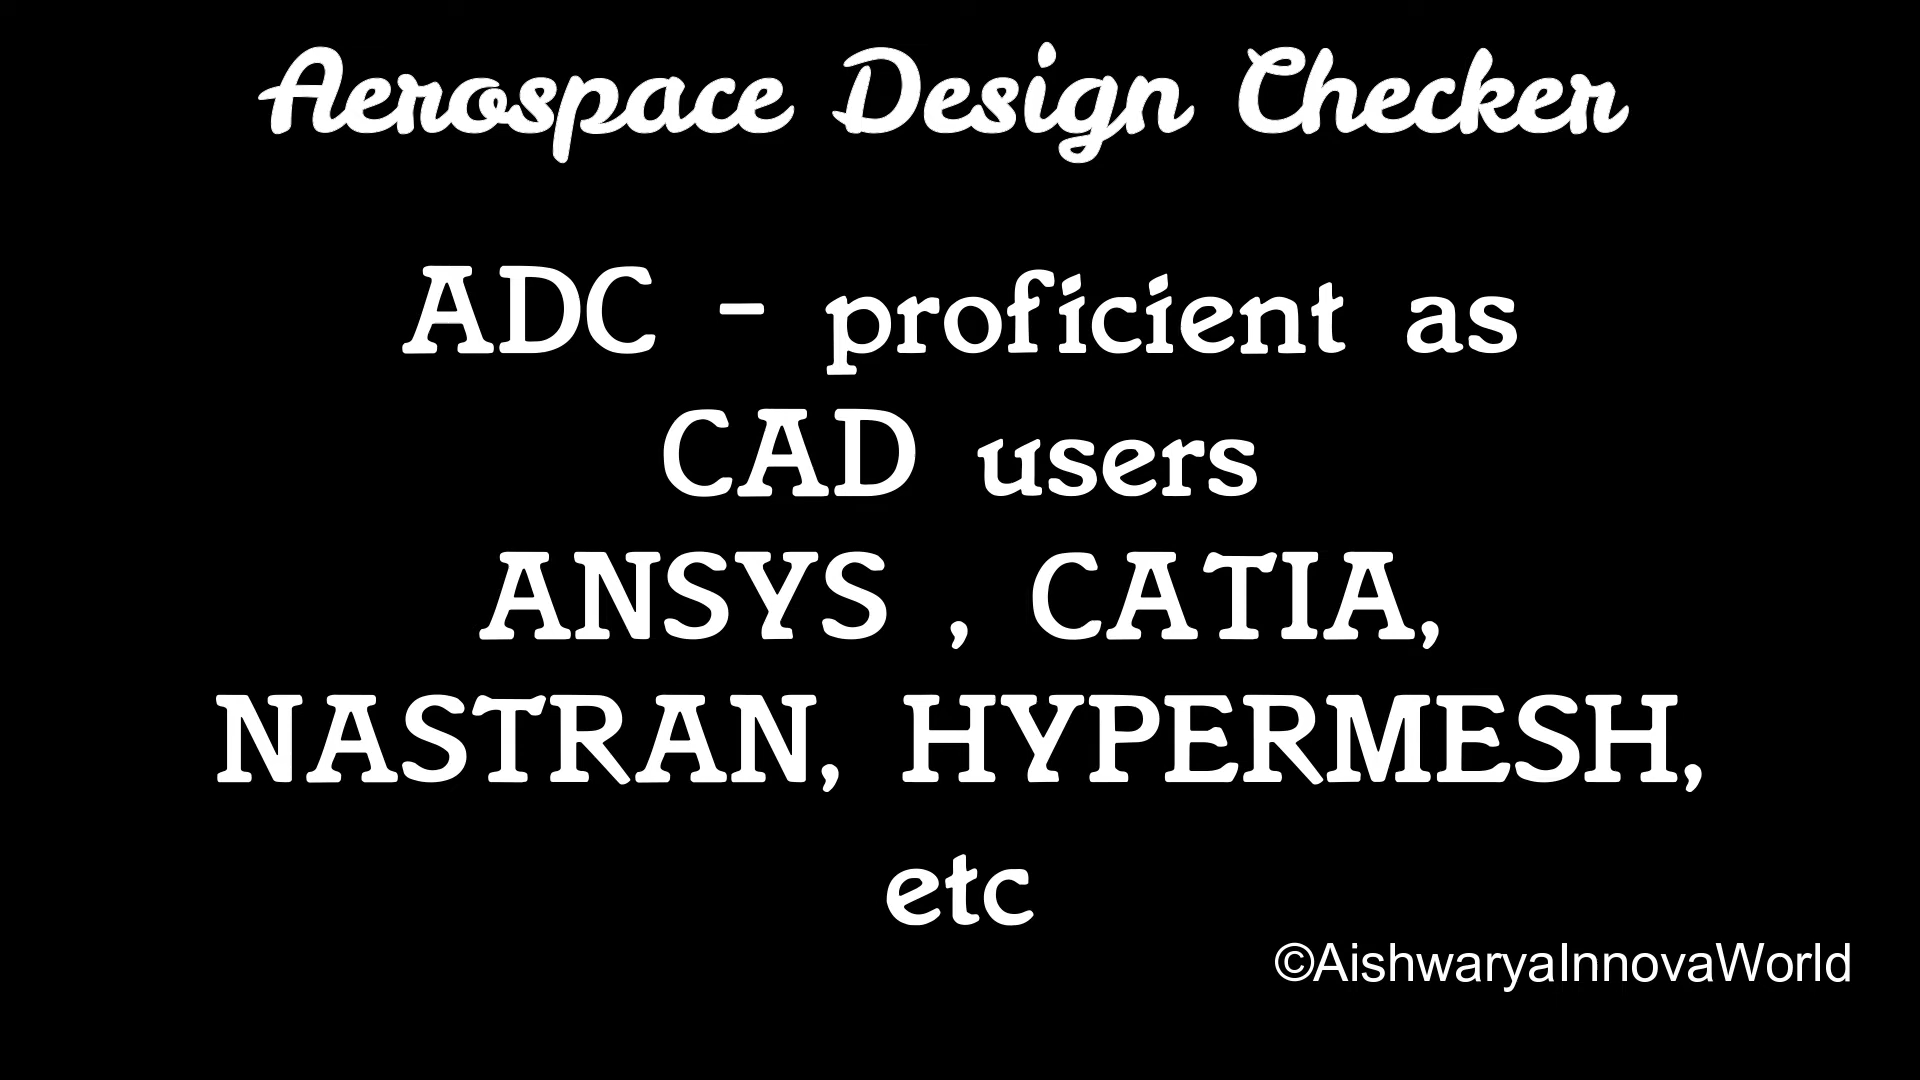 Aerospace Design Checker
ADC - proficient as
CAD users
ANSYS , CATIA,
NASTRAN, HYPERMESH,
etc
©AishwaryaInnovaWorld